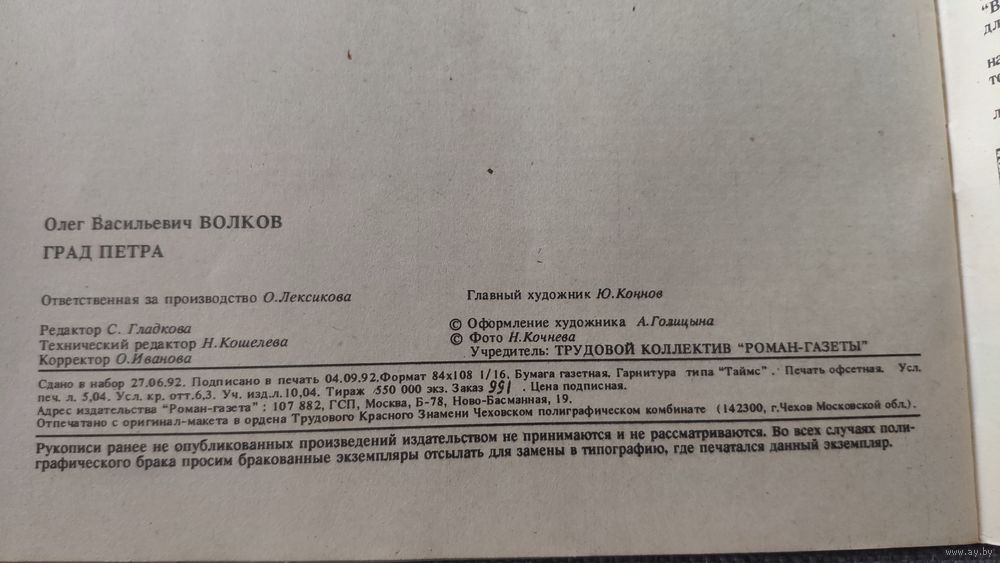 Олег Васильевич ВОЛКОВ
ГРАД ПЕТРА
Ответственная за производство О.Лексикова
Редактор С. Гладкова
Технический редактор Н.Кошелева
Корректор О.Иванова
Главный художник Ю.Коннов
© Оформление художника А.Голицына
© Фото Н.Кочнева
Учредитель: ТРУДОВОЙ КОЛЛЕКТИВ "РОМАН-ГАЗЕТЫ"
Сдано в набор 27.06.92. Подписано в печать 04.09.92.Формат 84х108 1/16. Бумага газетная. Гарнитура типа "Таймс". Печать офсетная. Усл.
печ. л. 5,04. Усл. кр. отт.6,3. Уч. изд.л.10,04. Тираж 550 000 экз. Заказ 991 . Цена подписная.
Адрес издательства "Роман-газета" : 107 882, ГСП, Москва, Б-78, Ново-Басманная, 19.
Отпечатано с оригинал-макета в ордена Трудового Красного Знамени Чеховском полиграфическом комбинате (142300, г.Чехов Московской обл.).
Рукописи ранее не опубликованных произведений издательством не принимаются и не рассматриваются. Во всех случаях поли-
графического брака просим бракованные экземпляры отсылать для замены в типографию, где печатался данный экземпляр.
"В
дл
на
www.ay.by